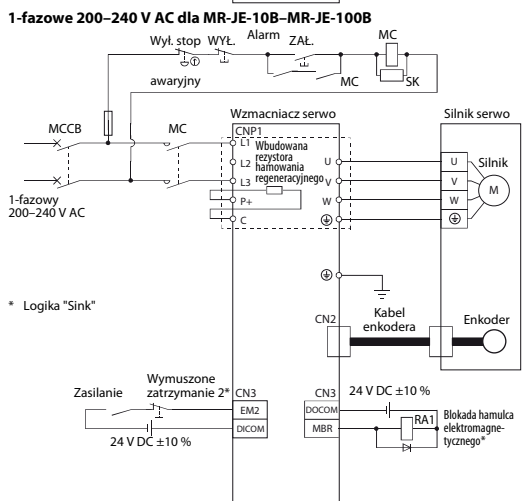 1-fazowe 200–240 V AC dla MR-JE-10B–MR-JE-100B
Wył. stop WYŁ. Alarm ZAŁ. MC
awaryjny MC SK
MCCB MC
Wzmacniacz serwo Silnik serwo
CNP1
L1 Wbudowana
rezystora
hamowania
regeneracyjnego
L2 U U Silnik
L3 V V M
P+ W W
C
1-fazowy
200–240 V AC
* Logika "Sink"
CN2 Kabel
enkodera
Enkoder
Zasilanie Wymuszone
zatrzymanie 2*
CN3 CN3 24 V DC ±10 %
EM2 DOCOM
DICOM MBR RA1
24 V DC ±10 %
Blokada hamulca
elektromagne-
tycznego*